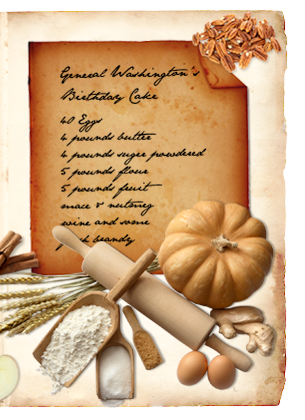 General Washington's
Birthday Cake
40 Eggs
4 pounds butter
4 pounds sugar powdered
5 pounds flour
5 pounds fruit
mace & nutmeg
wine and some
brandy